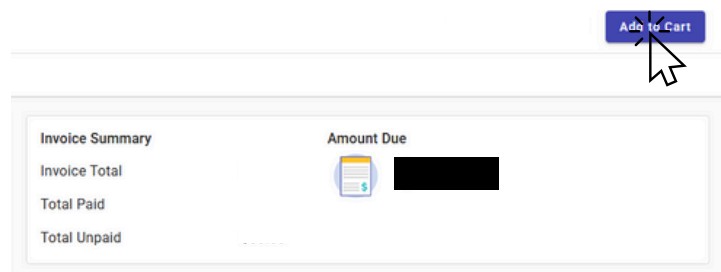 Add to Cart
Invoice Summary
Amount Due
Invoice Total
$
Total Paid
Total Unpaid